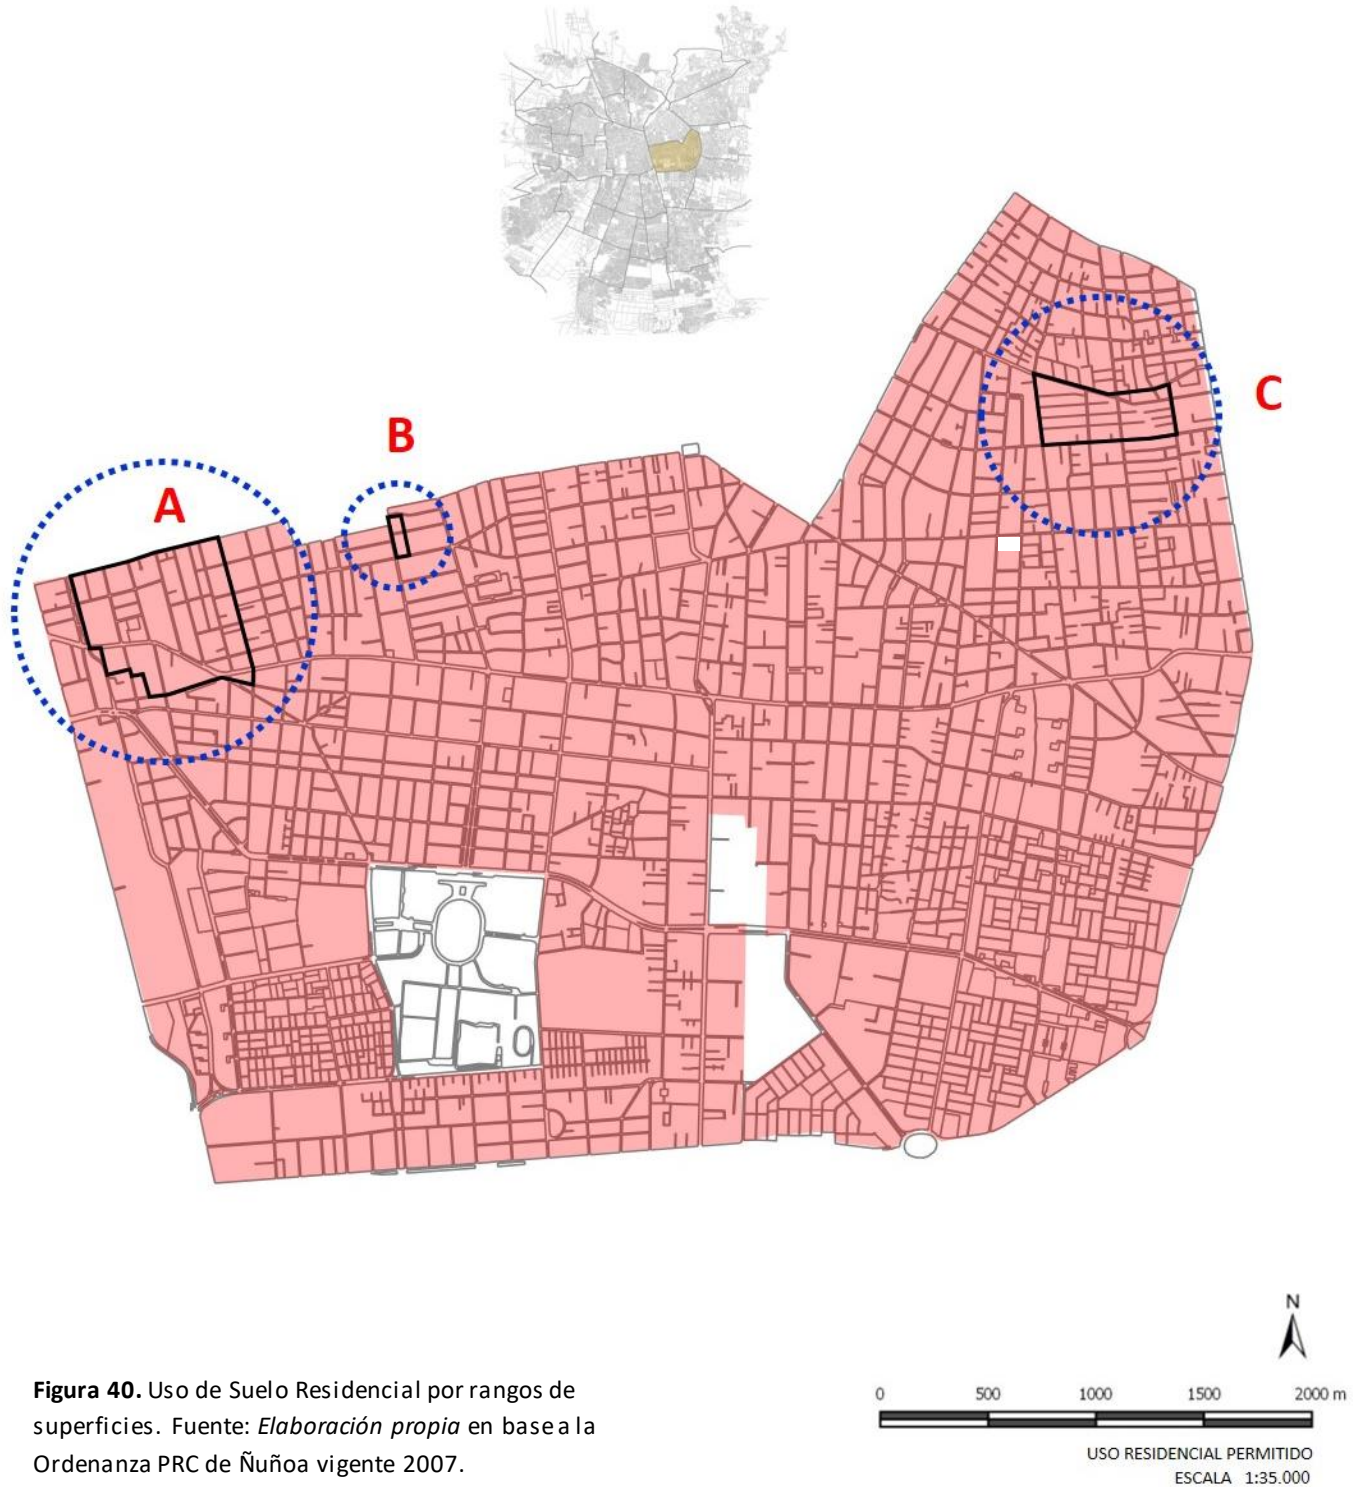 C
B
A
N
Figura 40. Uso de Suelo Residencial por rangos de
superficies. Fuente: Elaboración propia en base a la
Ordenanza PRC de Ñuñoa vigente 2007.
0 500 1000 1500 2000 m
USO RESIDENCIAL PERMITIDO
ESCALA 1:35.000